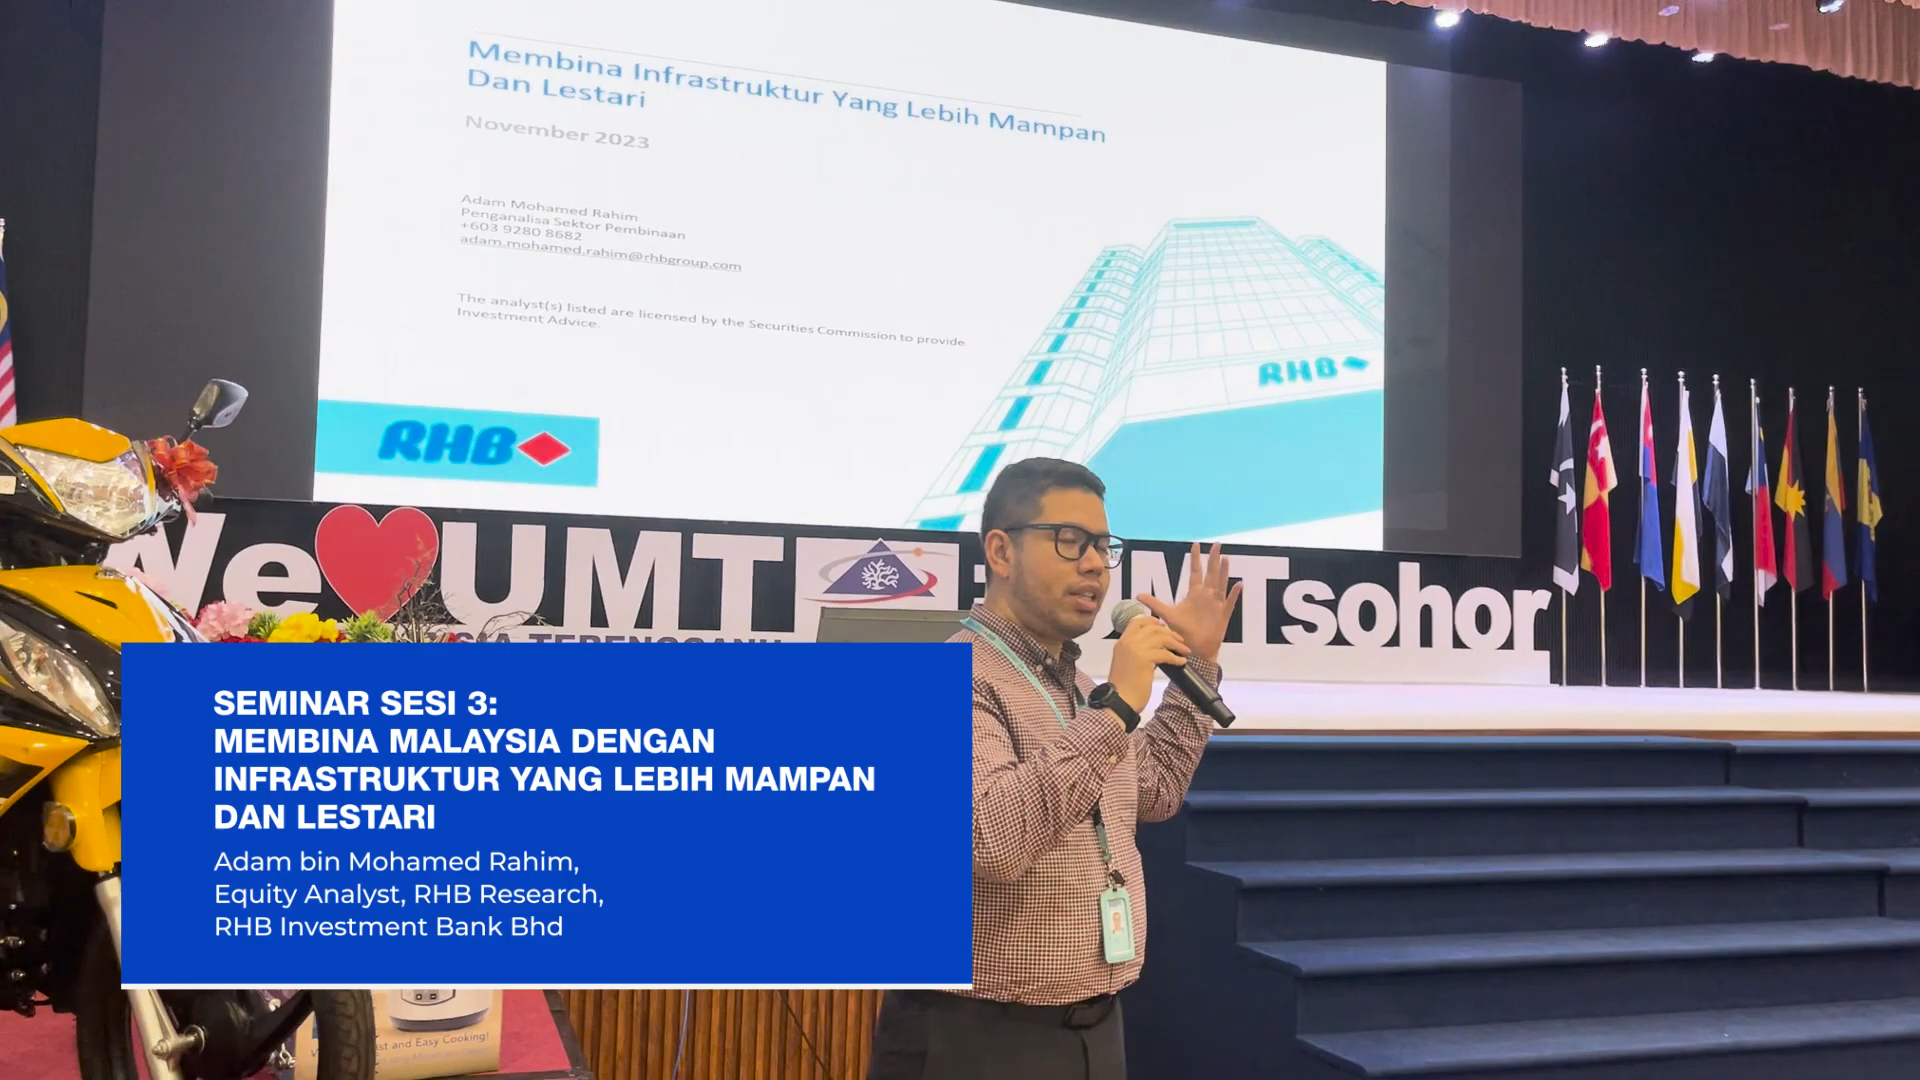 Membina Infrastruktur Yang Lebih Mampan
Dan Lestari
November 2023
Adam Mohamed Rahim
Penganalisa Sektor Pembinaan
+603 9280 8682
adam.mohamed.rahim@rhbgroup.com
The analyst(s) listed are licensed by the Securities Commission to provide
Investment Advice.
RHB
RHB
We UMT
UMTsohor
TERENGGANU
SEMINAR SESI 3:
MEMBINA MALAYSIA DENGAN
INFRASTRUKTUR YANG LEBIH MAMPAN
DAN LESTARI
Adam bin Mohamed Rahim,
Equity Analyst, RHB Research,
RHB Investment Bank Bhd
and Easy Cooking!